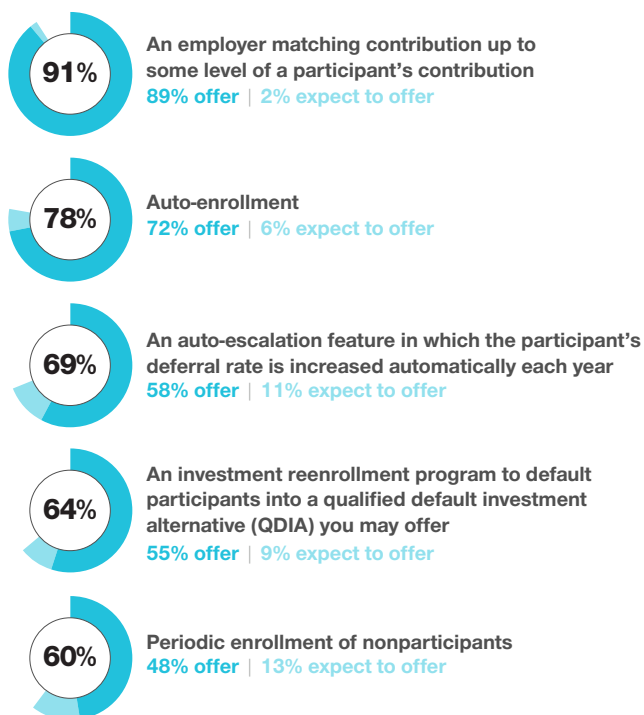 91%
An employer matching contribution up to
some level of a participant’s contribution
89% offer | 2% expect to offer
78%
Auto-enrollment
72% offer | 6% expect to offer
69%
An auto-escalation feature in which the participant’s
deferral rate is increased automatically each year
58% offer | 11% expect to offer
64%
An investment reenrollment program to default
participants into a qualified default investment
alternative (QDIA) you may offer
55% offer | 9% expect to offer
60%
Periodic enrollment of nonparticipants
48% offer | 13% expect to offer